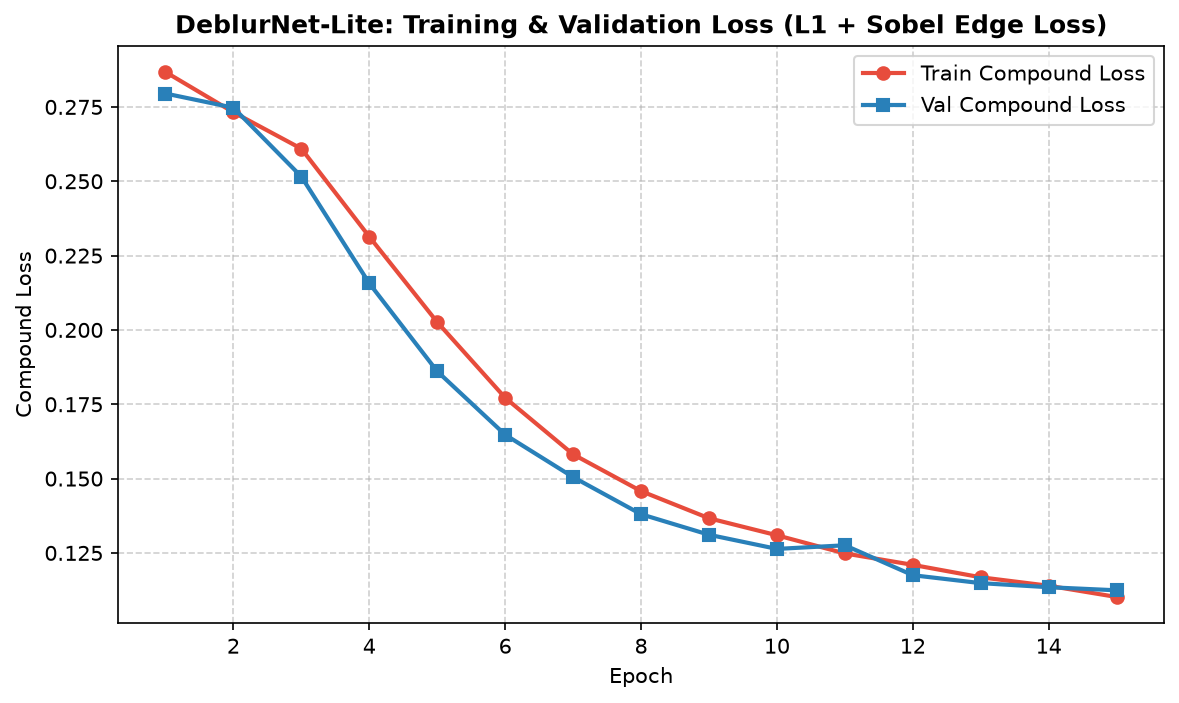 DeblurNet-Lite: Training & Validation Loss (L1 + Sobel Edge Loss)
Train Compound Loss
Val Compound Loss
Compound Loss
0.275
0.250
0.225
0.200
0.175
0.150
0.125
2 4 6 8 10 12 14
Epoch